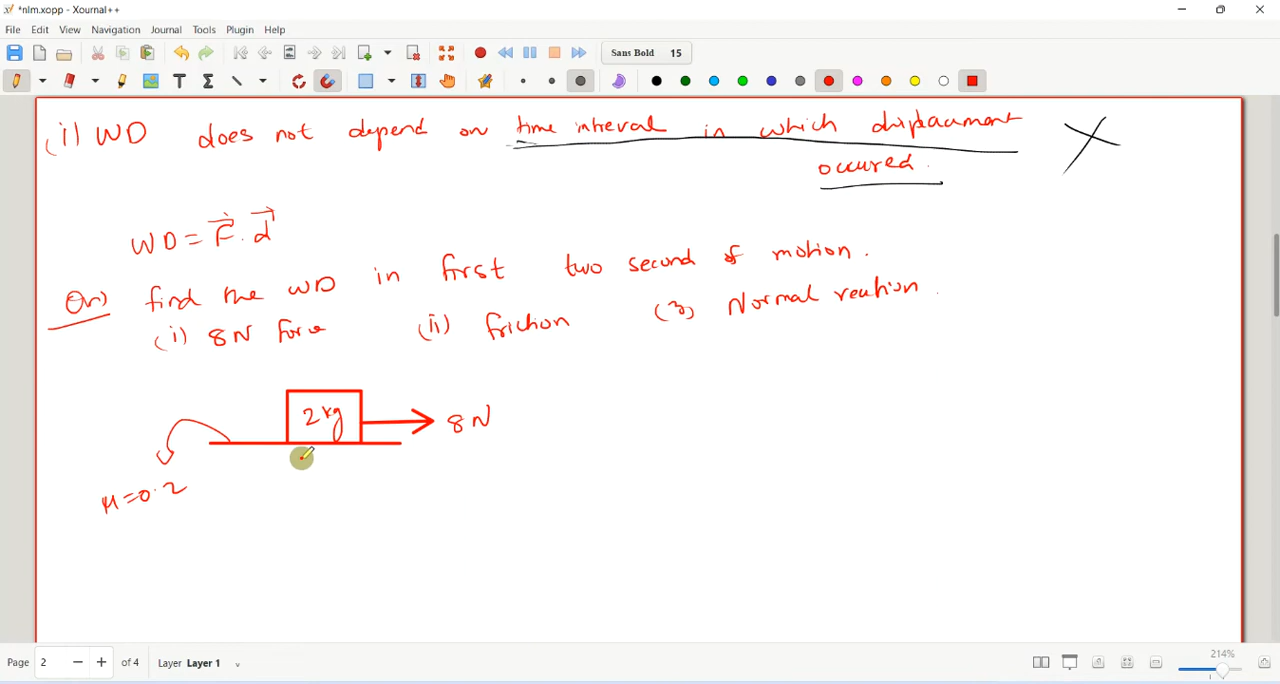 *nlm.xopp - Xournal++
File Edit View Navigation Journal Tools Plugin Help
Sans Bold 15
(i) WD does not depend on time interval in which displacement
occured.
WD = F . d
Qn) find the WD in first two second of motion.
(i) 8N force (ii) friction (3) Normal reaction.
2kg
8N
μ=0.2
Page 2 of 4 Layer Layer 1
214%